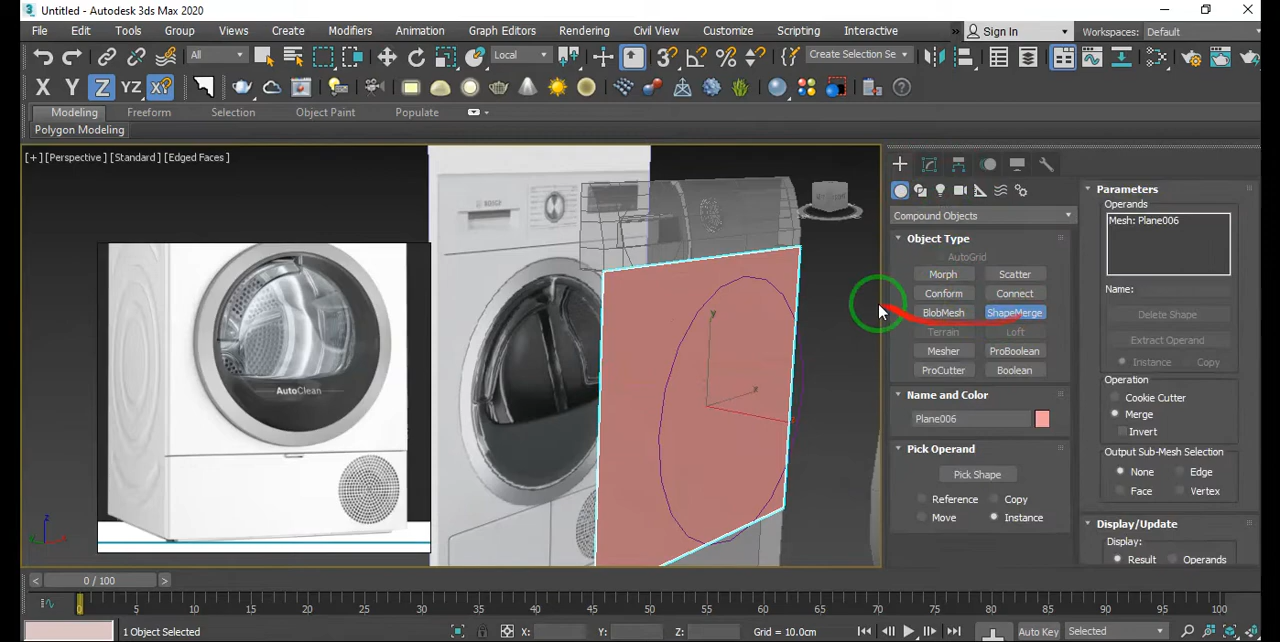 Untitled - Autodesk 3ds Max 2020
File Edit Tools Group Views Create Modifiers Animation Graph Editors Rendering Civil View Customize Scripting Interactive » Sign In Workspaces: Default
All Local Create Selection Se
X Y Z YZ X?
Modeling Freeform Selection Object Paint Populate
Polygon Modeling
[+] [Perspective] [Standard] [Edged Faces]
BOSCH
AutoClean
y
x
z
Compound Objects
Object Type
AutoGrid
Morph Scatter
Conform Connect
BlobMesh ShapeMerge
Terrain Loft
Mesher ProBoolean
ProCutter Boolean
Name and Color
Plane006
Pick Operand
Pick Shape
Reference Copy
Move Instance
Parameters
Operands
Mesh: Plane006
Name:
Delete Shape
Extract Operand
Instance Copy
Operation
Cookie Cutter
Merge
Invert
Output Sub-Mesh Selection
None Edge
Face Vertex
Display/Update
Display:
Result Operands
< 0 / 100 >
0 5 10 15 20 25 30 35 40 45 50 55 60 65 70 75 80 85 90 95 100
1 Object Selected X: Y: Z: Grid = 10.0cm Auto Key Selected